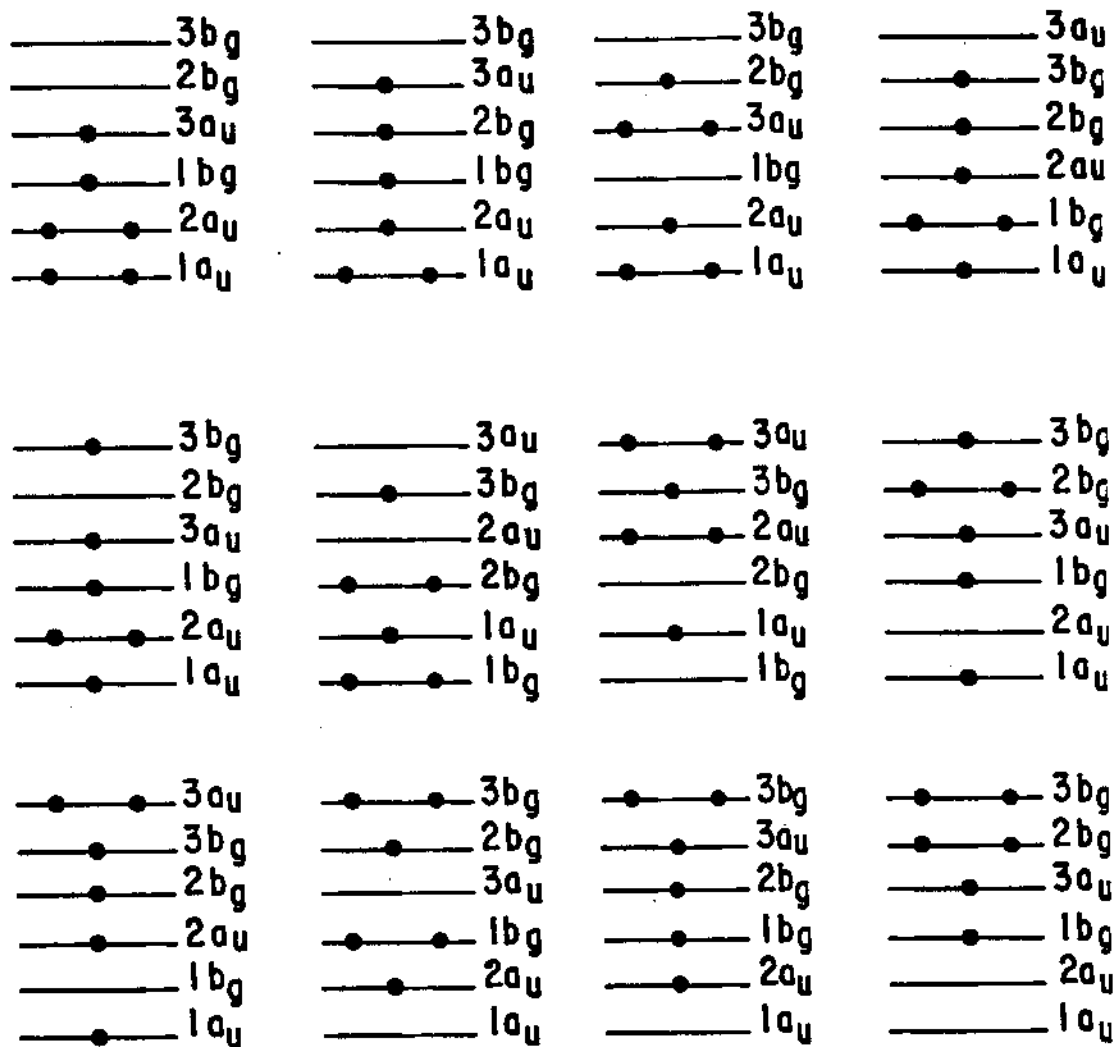 3bg 3bg 3bg 3au
2bg 3au 2bg 3bg
3au 2bg 3au 2bg
1bg 1bg 1bg 2au
2au 2au 2au 1bg
1au 1au 1au 1au
3bg 3au 3au 3bg
2bg 3bg 3bg 2bg
3au 2au 2au 3au
1bg 2bg 2bg 1bg
2au 1au 1au 2au
1au 1bg 1bg 1au
3au 3bg 3bg 3bg
3bg 2bg 3au 2bg
2bg 3au 2bg 3au
2au 1bg 1bg 1bg
1bg 2au 2au 2au
1au 1au 1au 1au